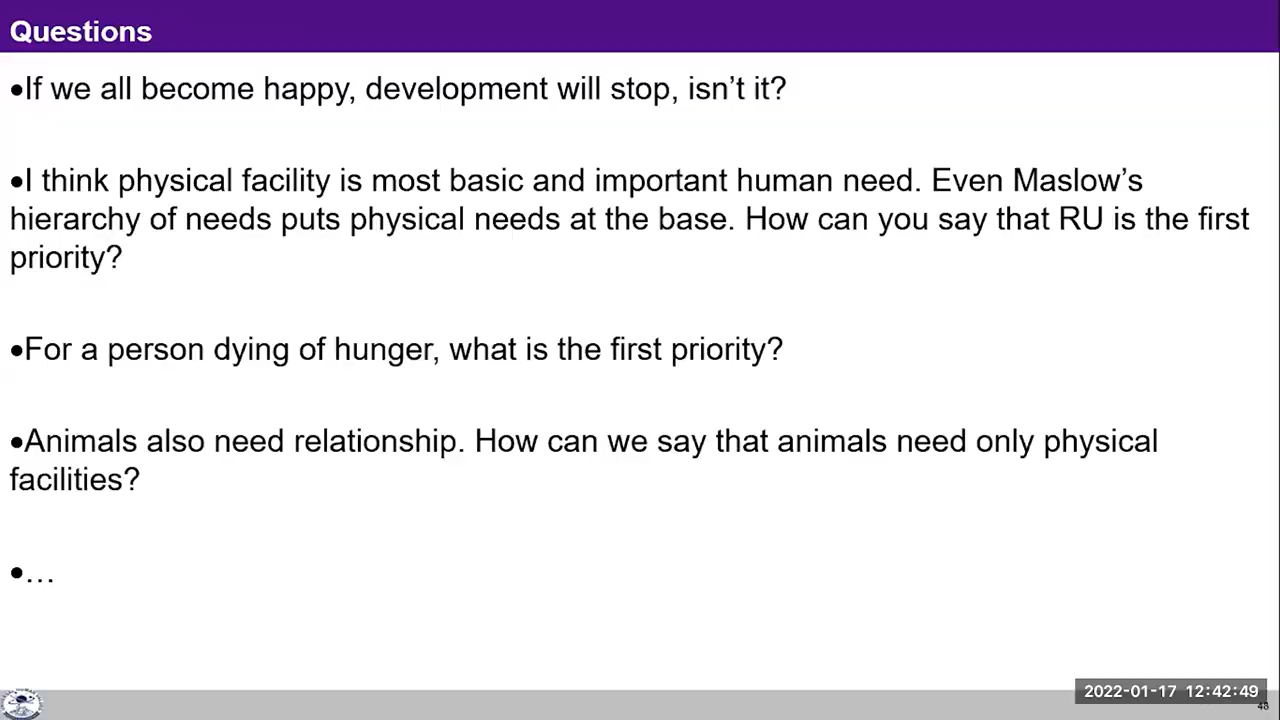 Questions
•If we all become happy, development will stop, isn’t it?
•I think physical facility is most basic and important human need. Even Maslow’s
hierarchy of needs puts physical needs at the base. How can you say that RU is the first
priority?
•For a person dying of hunger, what is the first priority?
•Animals also need relationship. How can we say that animals need only physical
facilities?
•…
2022-01-17 12:42:49
48